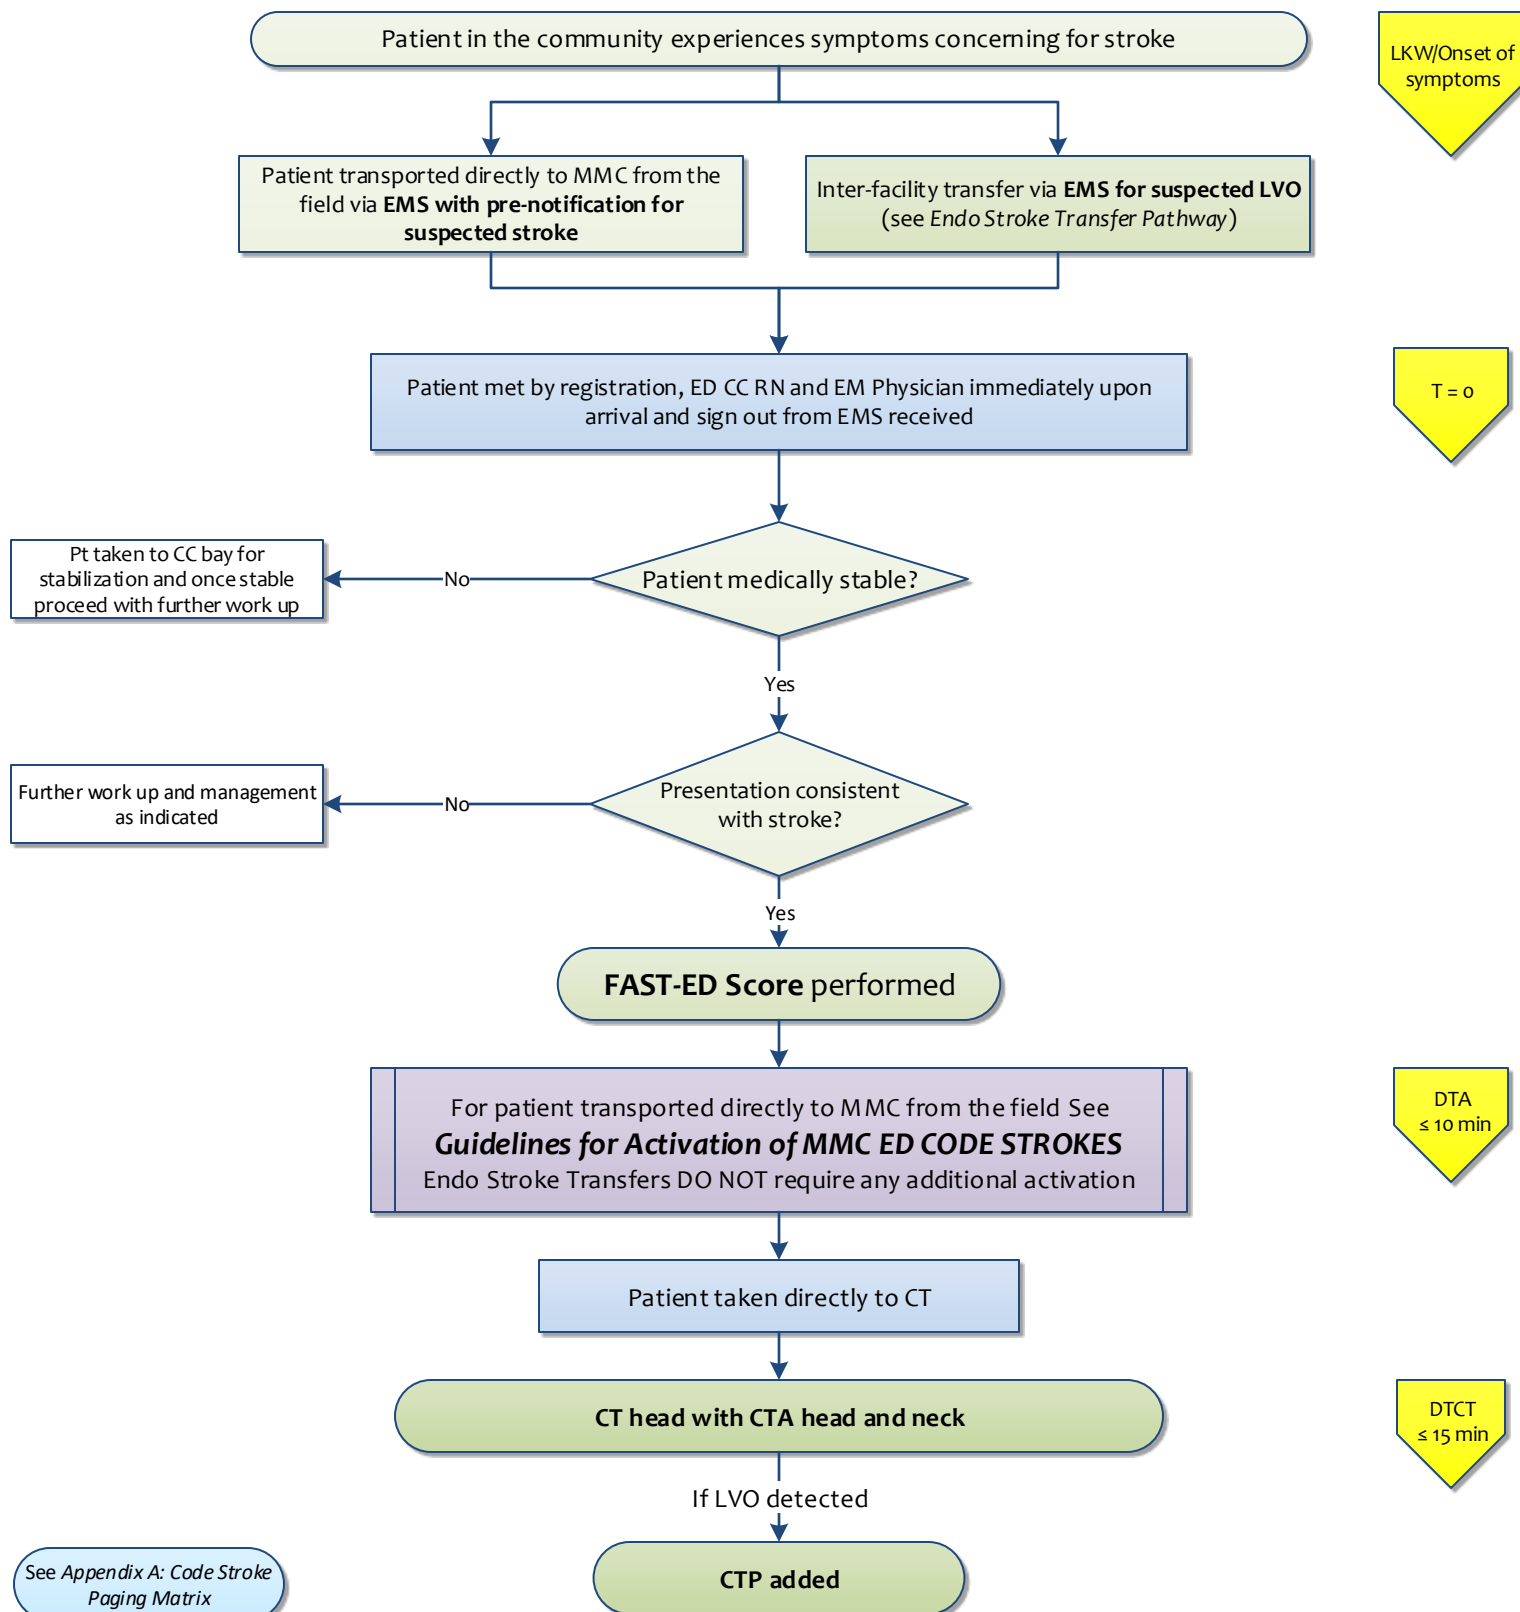 Patient in the community experiences symptoms concerning for stroke
LKW/Onset of
symptoms
Patient transported directly to MMC from the
field via EMS with pre-notification for
suspected stroke
Inter-facility transfer via EMS for suspected LVO
(see Endo Stroke Transfer Pathway)
Patient met by registration, ED CC RN and EM Physician immediately upon
arrival and sign out from EMS received
T = 0
Patient medically stable?
No
Pt taken to CC bay for
stabilization and once stable
proceed with further work up
Yes
Presentation consistent
with stroke?
No
Further work up and management
as indicated
Yes
FAST-ED Score performed
For patient transported directly to MMC from the field See
Guidelines for Activation of MMC ED CODE STROKES
Endo Stroke Transfers DO NOT require any additional activation
DTA
≤ 10 min
Patient taken directly to CT
CT head with CTA head and neck
DTCT
≤ 15 min
If LVO detected
CTP added
See Appendix A: Code Stroke
Paging Matrix